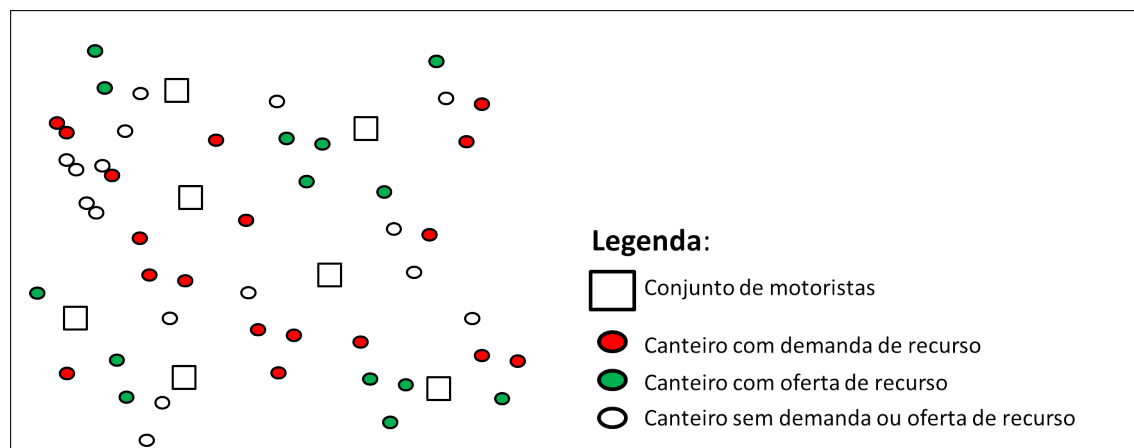 Legenda:
Conjunto de motoristas
Canteiro com demanda de recurso
Canteiro com oferta de recurso
Canteiro sem demanda ou oferta de recurso